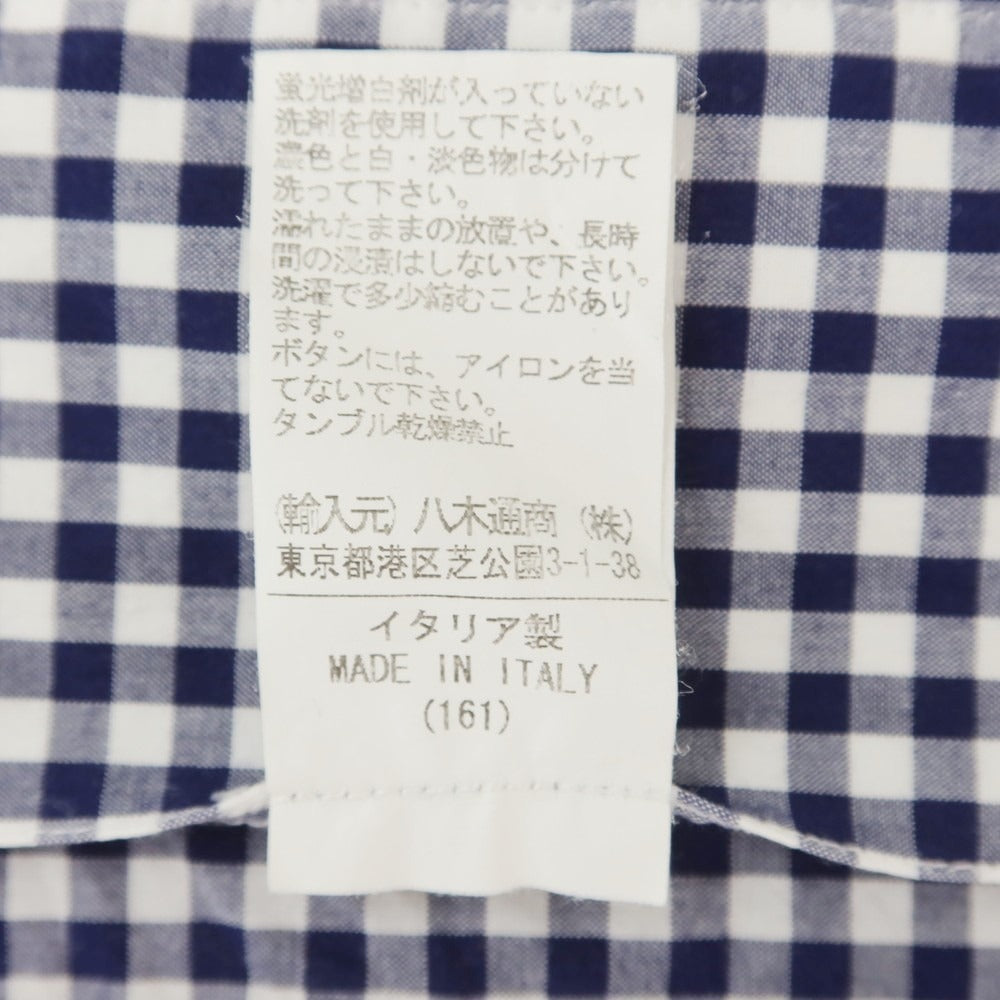 蛍光増白剤が入っていない
洗剤を使用して下さい。
濃色と白・淡色物は分けて
洗って下さい。
濡れたままの放置や、長時
間の浸漬はしないで下さい。
洗濯で多少縮むことがあり
ます。
ボタンには、アイロンを当
てないで下さい。
タンブル乾燥禁止
(輸入元) 八木通商 (株)
東京都港区芝公園3-1-38
イタリア製
MADE IN ITALY
(161)